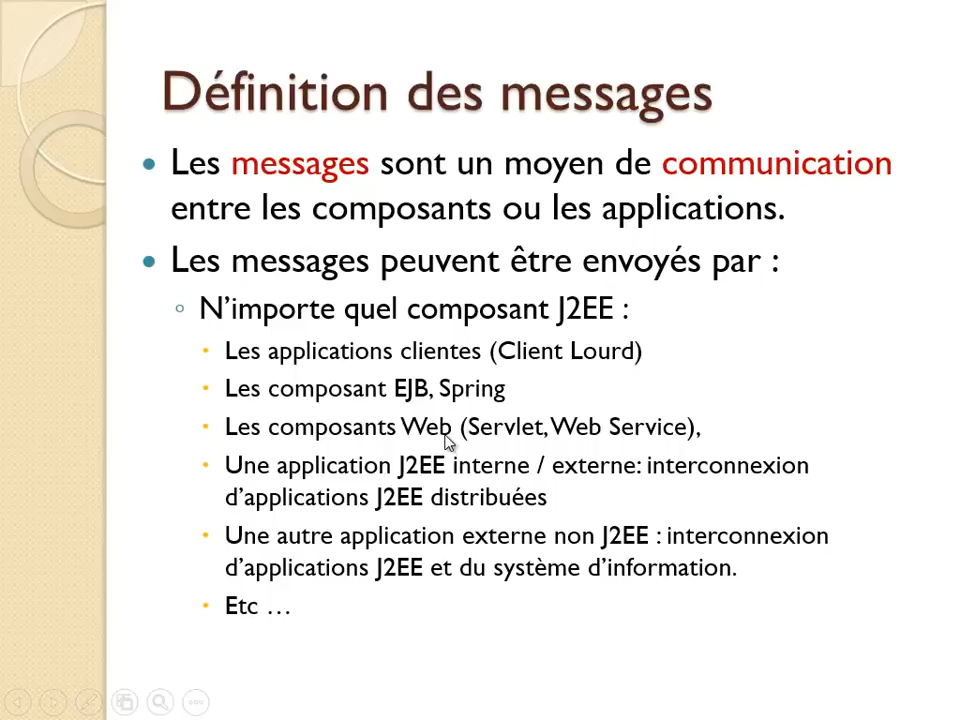 Définition des messages
Les messages sont un moyen de communication
entre les composants ou les applications.
Les messages peuvent être envoyés par :
N’importe quel composant J2EE :
Les applications clientes (Client Lourd)
Les composant EJB, Spring
Les composants Web (Servlet, Web Service),
Une application J2EE interne / externe: interconnexion
d’applications J2EE distribuées
Une autre application externe non J2EE : interconnexion
d’applications J2EE et du système d’information.
Etc …